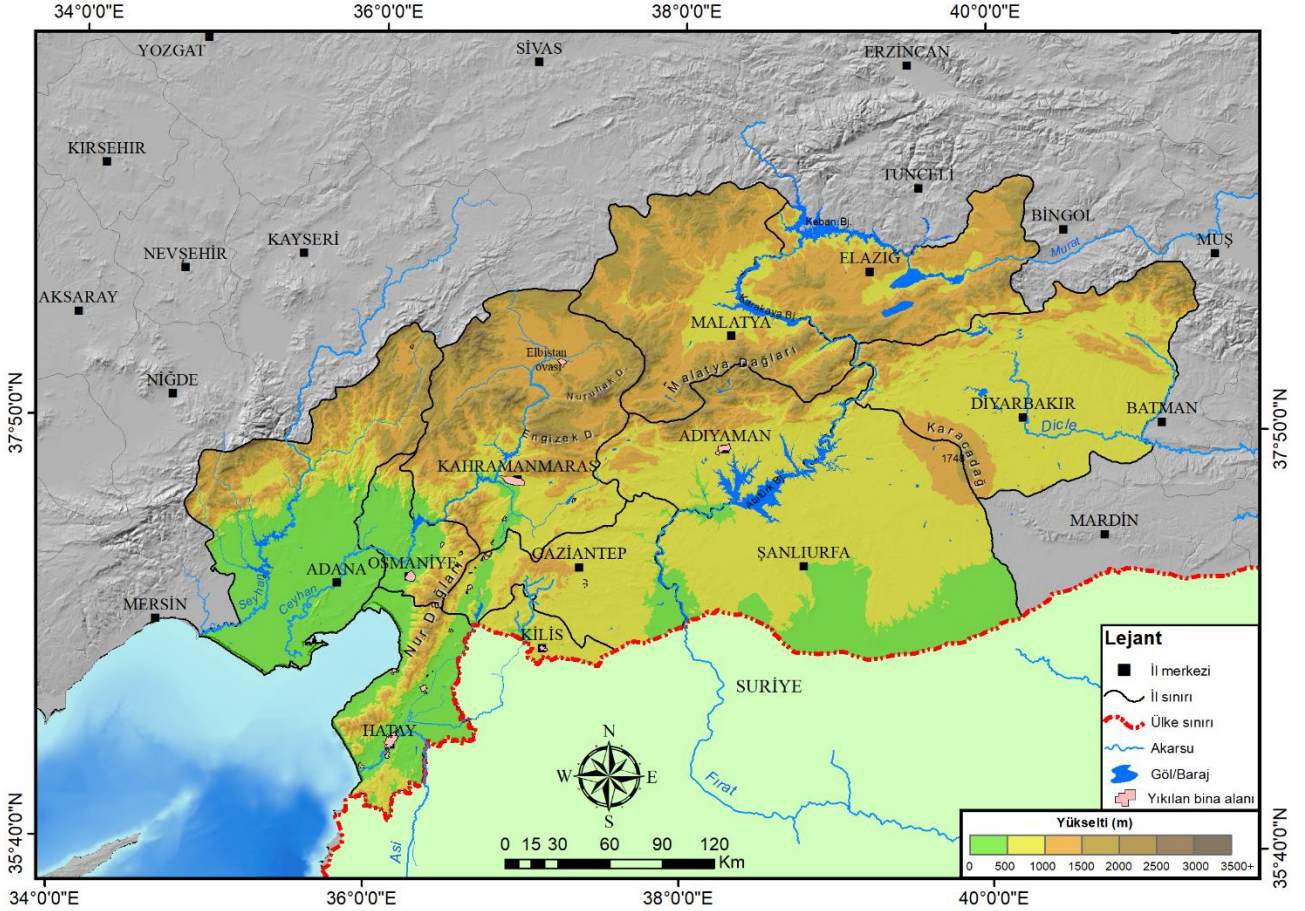 34°0'0"E
36°0'0"E
38°0'0"E
40°0'0"E
YOZGAT
SİVAS
ERZİNCAN
KIRSEHIR
TUNCELİ
BİNGOL
NEVŞEHİR
KAYSERİ
Keban Bj.
Murat
MUŞ
ELAZIG
AKSARAY
Karakaya Bj.
MALATYA
Elbistan
ovası
Malatya Dağları
NİĞDE
Nuruhak D.
37°50'0"N
37°50'0"N
DİYARBAKIR
BATMAN
Dicle
Engizek D.
ADIYAMAN
Karacadağ
1748
KAHRAMANMARAS
Atatürk Bj.
MARDİN
GAZİANTEP
ŞANLIURFA
OSMANİYE
ADANA
Seyhan
Ceyhan
Nur Dağları
MERSİN
KİLİS
SURİYE
HATAY
Fırat
Asi
N
W
E
S
0 15 30 60 90 120
Km
Lejant
İl merkezi
İl sınırı
Ülke sınırı
Akarsu
Göl/Baraj
Yıkılan bina alanı
Yükselti (m)
0 500 1000 1500 2000 2500 3000 3500+
35°40'0"N
35°40'0"N
34°0'0"E
36°0'0"E
38°0'0"E
40°0'0"E